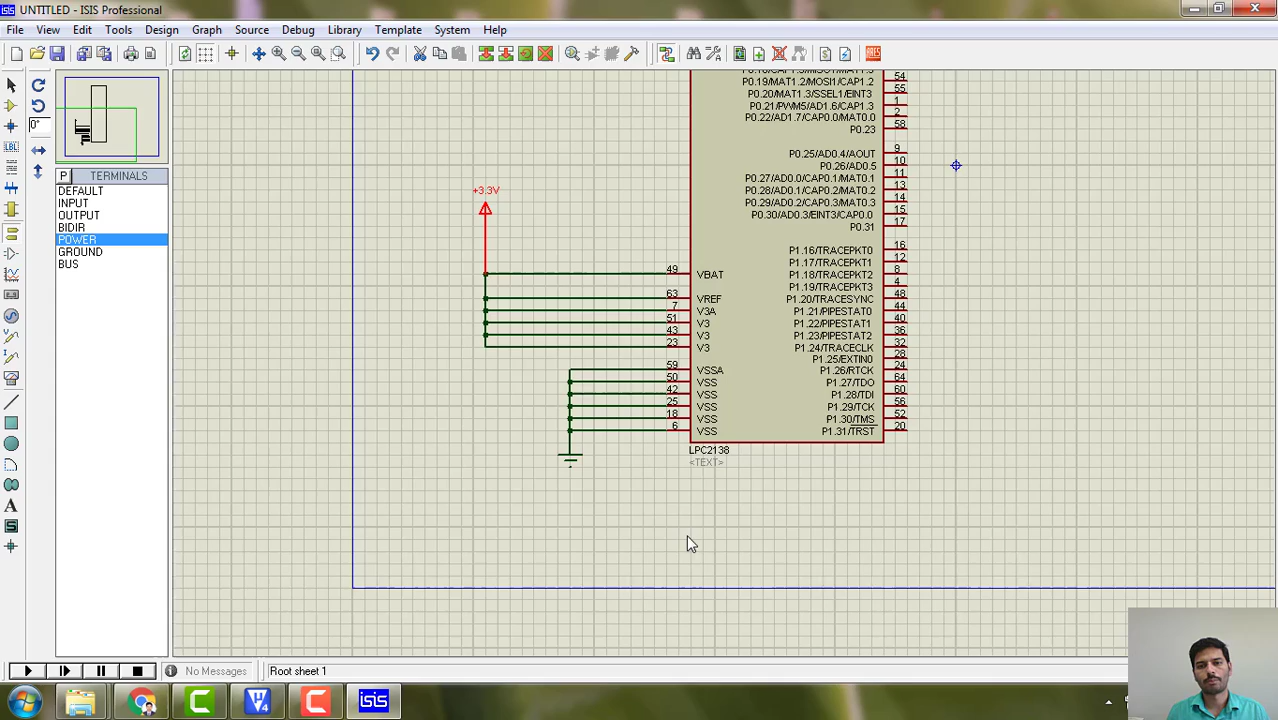 UNTITLED - ISIS Professional
File View Edit Tools Design Graph Source Debug Library Template System Help
LBL
ARES
0°
P TERMINALS
DEFAULT
INPUT
OUTPUT
BIDIR
POWER
GROUND
BUS
+3.3V
P0.19/MAT1.2/MOSI1/CAP1.2 54
P0.20/MAT1.3/SSEL1/EINT3 55
P0.21/PWM5/AD1.6/CAP1.3 1
P0.22/AD1.7/CAP0.0/MAT0.0 2
P0.23 58
P0.25/AD0.4/AOUT 9
P0.26/AD0.5 10
P0.27/AD0.0/CAP0.1/MAT0.1 11
P0.28/AD0.1/CAP0.2/MAT0.2 13
P0.29/AD0.2/CAP0.3/MAT0.3 14
P0.30/AD0.3/EINT3/CAP0.0 15
P0.31 17
P1.16/TRACEPKT0 16
P1.17/TRACEPKT1 12
49 VBAT P1.18/TRACEPKT2 8
P1.19/TRACEPKT3 4
63 VREF P1.20/TRACESYNC 48
7 V3A P1.21/PIPESTAT0 44
51 V3 P1.22/PIPESTAT1 40
43 V3 P1.23/PIPESTAT2 36
23 V3 P1.24/TRACECLK 32
P1.25/EXTIN0 28
59 VSSA P1.26/RTCK 24
50 VSS P1.27/TDO 64
42 VSS P1.28/TDI 60
25 VSS P1.29/TCK 56
18 VSS P1.30/TMS 52
6 VSS P1.31/TRST 20
LPC2138
<TEXT>
No Messages Root sheet 1
isis